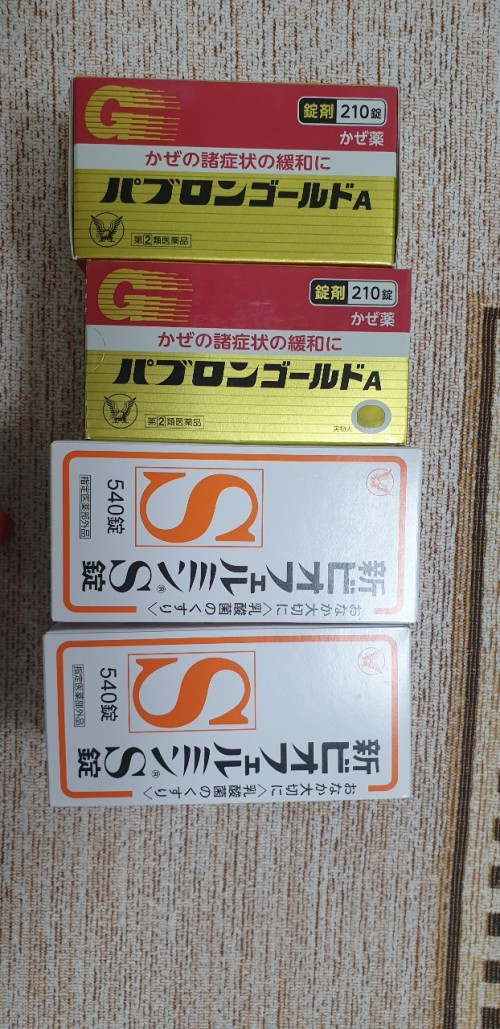 G
錠剤 210錠
かぜ薬
かぜの諸症状の緩和に
パブロンゴールドA
第②類医薬品
G
錠剤 210錠
かぜ薬
かぜの諸症状の緩和に
パブロンゴールドA
第②類医薬品
実物大
おなか大切に〈乳酸菌のくすり〉
新ビオフェルミンS錠
®
S
540錠
指定医薬部外品
おなか大切に〈乳酸菌のくすり〉
新ビオフェルミンS錠
®
S
540錠
指定医薬部外品